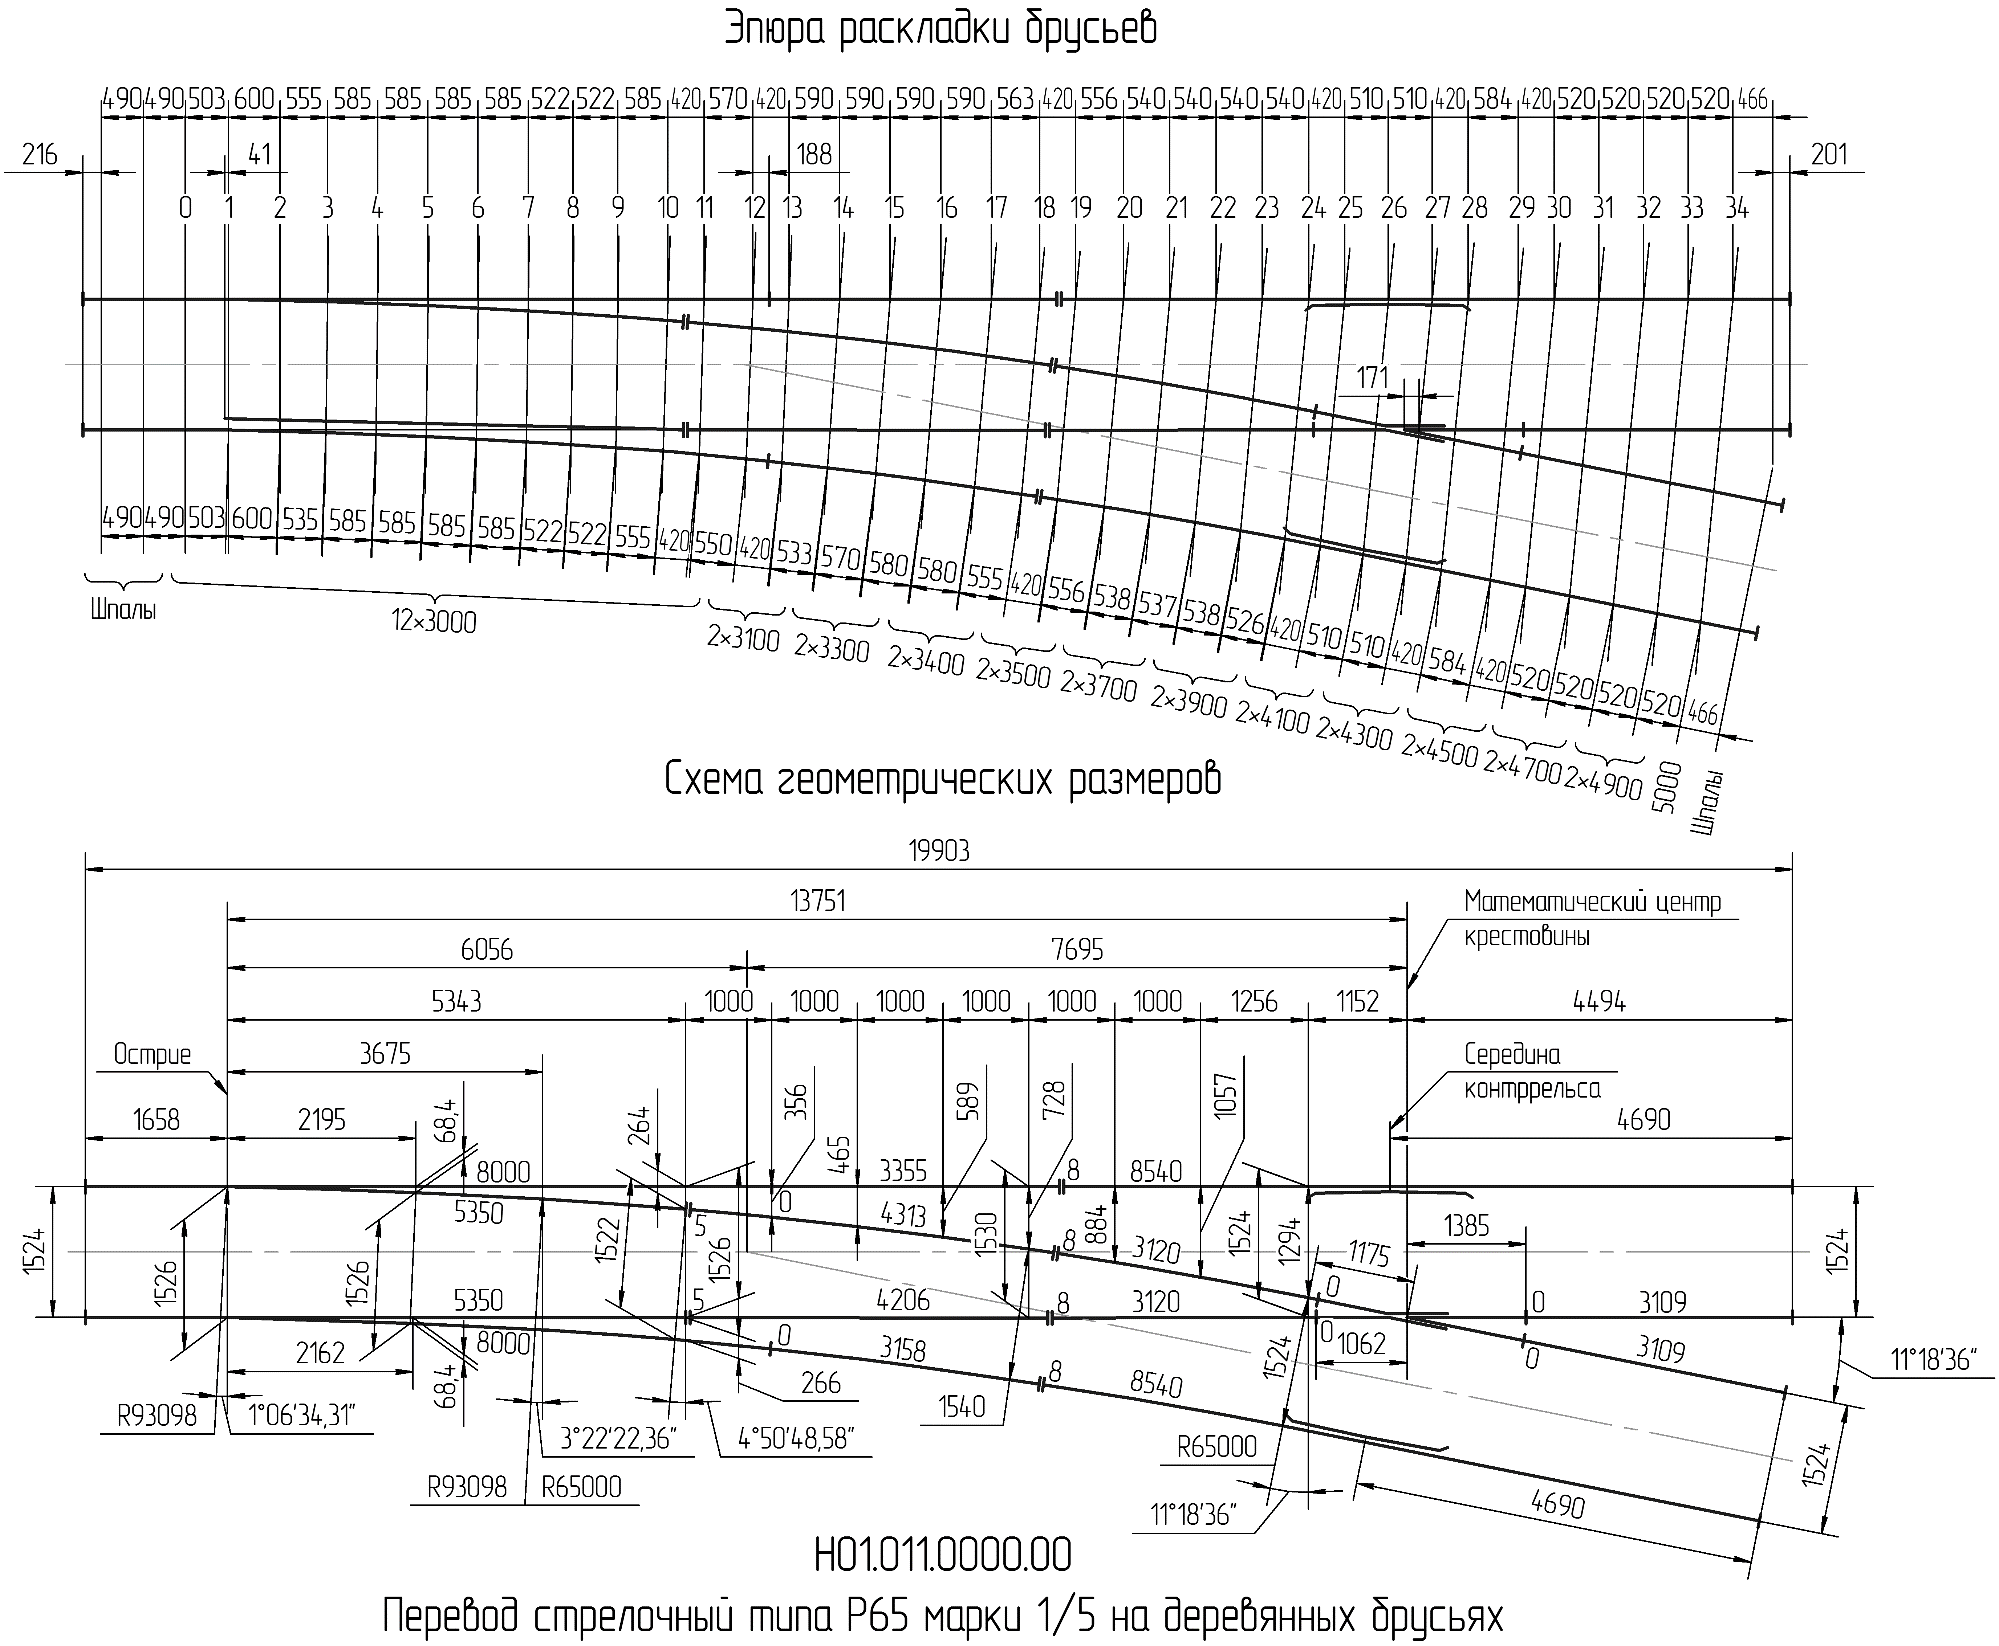 Эпюра раскладки брусьев
490 490 503 600 555 585 585 585 585 522 522 585 420 570 420 590 590 590 590 563 420 556 540 540 540 540 420 510 510 420 584 420 520 520 520 520 466
216 41 188 201
0 1 2 3 4 5 6 7 8 9 10 11 12 13 14 15 16 17 18 19 20 21 22 23 24 25 26 27 28 29 30 31 32 33 34
171
490 490 503 600 535 585 585 585 585 522 522 555 420 550 420 533 570 580 580 555 420 556 538 537 538 526 420 510 510 420 584 420 520 520 520 520 466
Шпалы 12×3000 2×3100 2×3300 2×3400 2×3500 2×3700 2×3900 2×4100 2×4300 2×4500 2×4700 2×4900 5000 Шпалы
Схема геометрических размеров
19903
13751
Математический центр
крестовины
6056 7695
5343 1000 1000 1000 1000 1000 1000 1256 1152 4494
Острие 3675
Середина
контррельса
1658 2195 68,4 264 356 465 589 728 1057 4690
8000 3355 8 8540
5350 5 0 4313 8 3120
1524 1526 1526 1522 1526 1530 884 1524 1294 1175 1385 1524
5350 5 4206 8 3120 0 0 3109
8000 0 3158 8 8540 1524 1062 0 3109
2162 68,4 266 1540 11°18'36"
R93098 1°06'34,31" 3°22'22,36" 4°50'48,58" R65000 1524
R93098 R65000 11°18'36" 4690
Н01.011.0000.00
Перевод стрелочный типа Р65 марки 1/5 на деревянных брусьях